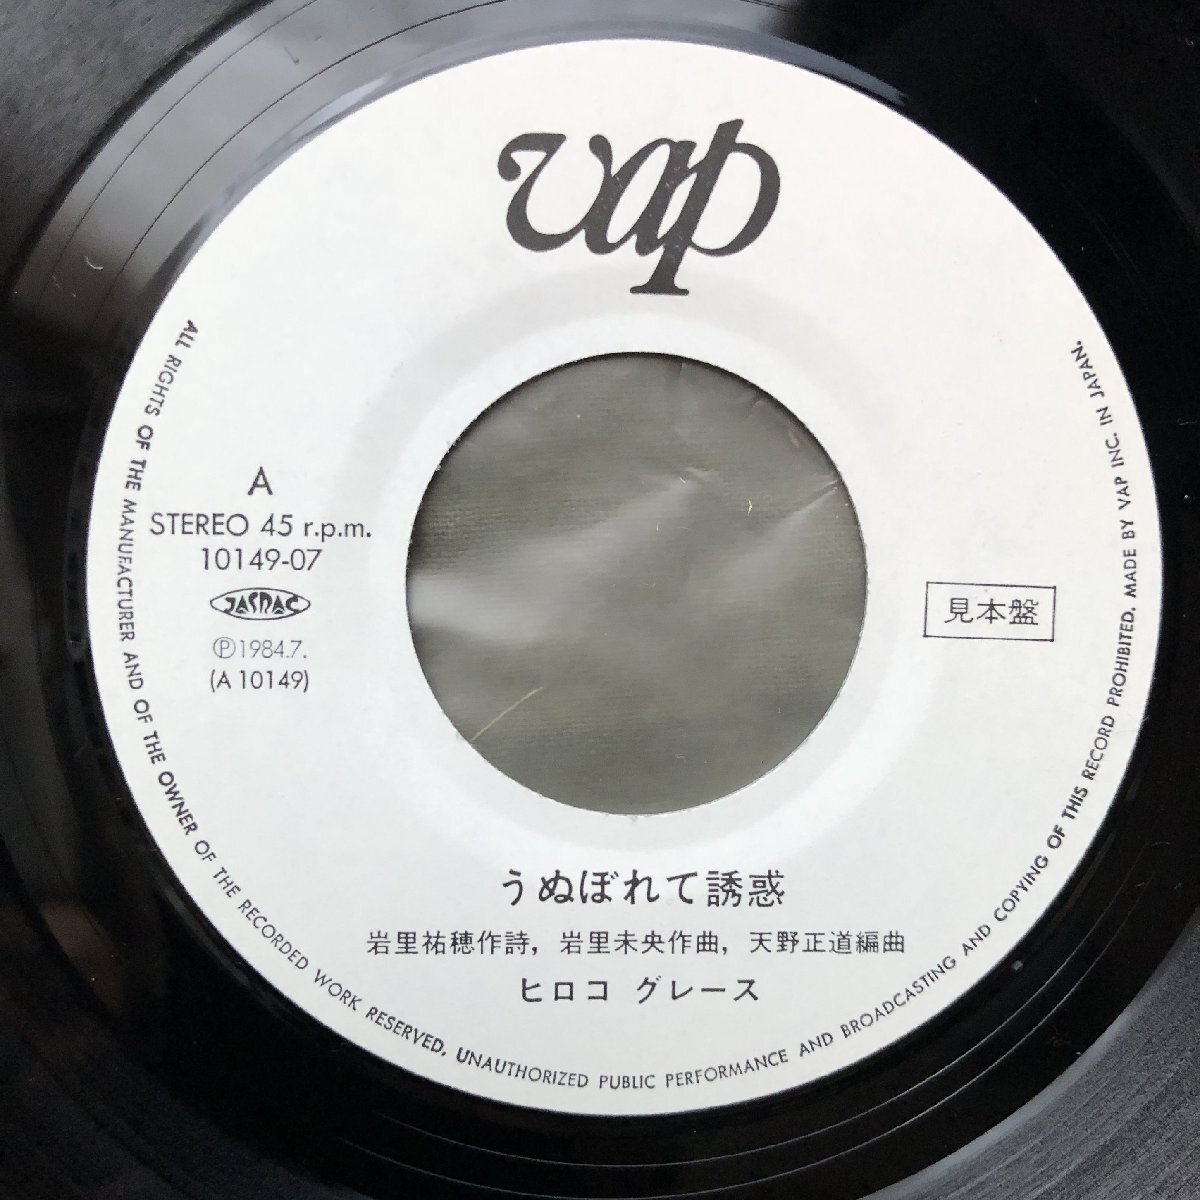 vap
A
STEREO 45 r.p.m.
10149-07
JASRAC
Ⓟ1984.7.
(A 10149)
見本盤
うぬぼれて誘惑
岩里祐穂作詩, 岩里未央作曲, 天野正道編曲
ヒロコ グレース
ALL RIGHTS OF THE MANUFACTURER AND OF THE OWNER OF THE RECORDED WORK RESERVED. UNAUTHORIZED PUBLIC PERFORMANCE AND BROADCASTING AND COPYING OF THIS RECORD PROHIBITED. MADE BY VAP INC. IN JAPAN.